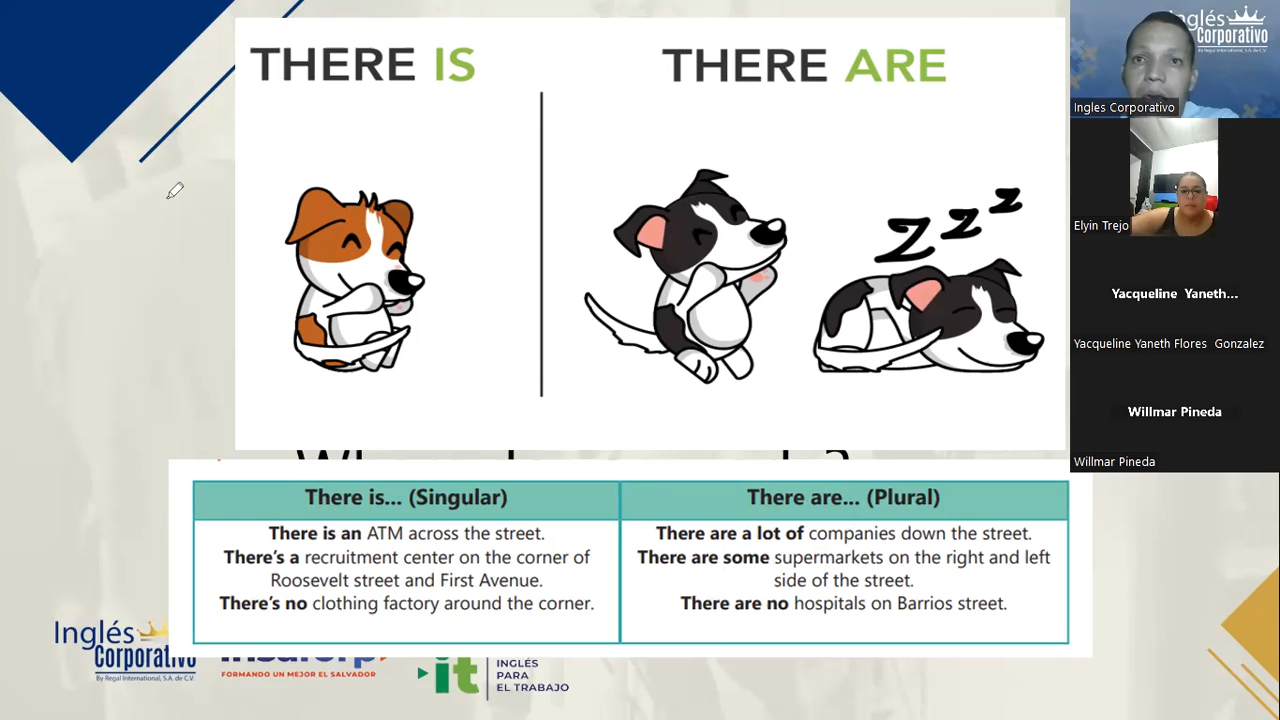 THERE IS
THERE ARE
Z Z Z
There is... (Singular)
There are... (Plural)
There is an ATM across the street.
There's a recruitment center on the corner of
Roosevelt street and First Avenue.
There's no clothing factory around the corner.
There are a lot of companies down the street.
There are some supermarkets on the right and left
side of the street.
There are no hospitals on Barrios street.
Inglés
Corporativo
By Regal International, S.A. de C.V.
FORMANDO UN MEJOR EL SALVADOR
it
INGLÉS
PARA
EL TRABAJO
Inglés
Corporativo
By Regal International, S.A. de C.V.
Ingles Corporativo
Elyin Trejo
Yacqueline Yaneth...
Yacqueline Yaneth Flores Gonzalez
Willmar Pineda
Willmar Pineda